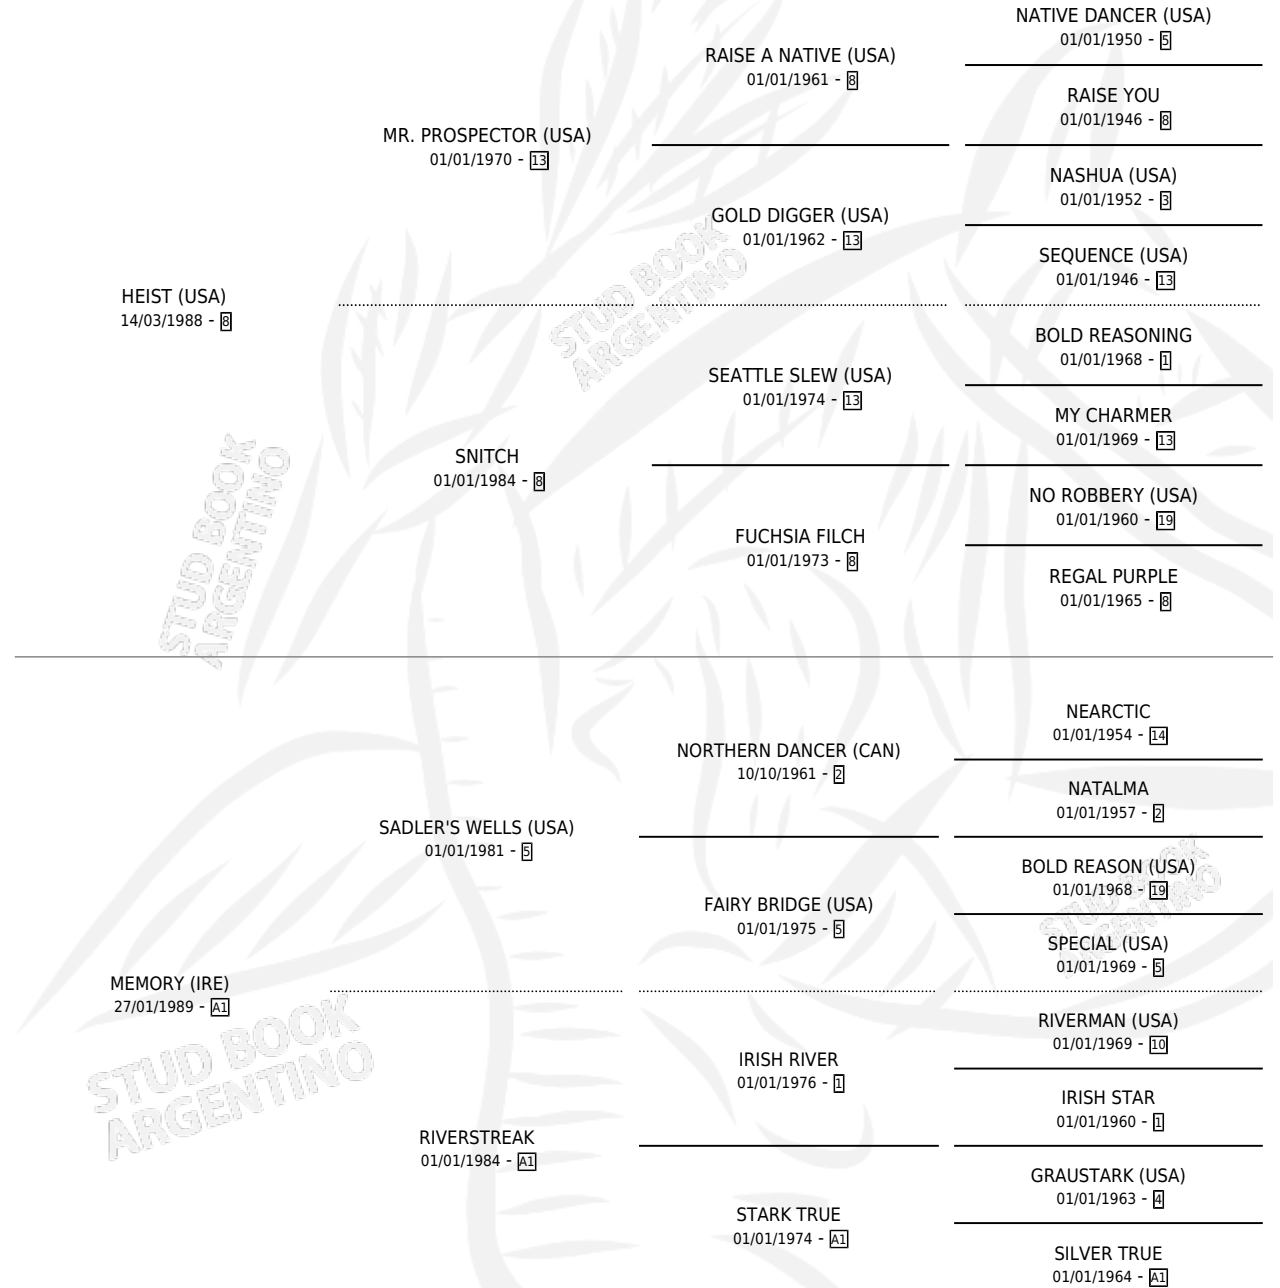 NATIVE DANCER (USA)
01/01/1950 - 5
RAISE A NATIVE (USA)
01/01/1961 - 8
RAISE YOU
01/01/1946 - 8
MR. PROSPECTOR (USA)
01/01/1970 - 13
NASHUA (USA)
01/01/1952 - 3
GOLD DIGGER (USA)
01/01/1962 - 13
SEQUENCE (USA)
01/01/1946 - 13
HEIST (USA)
14/03/1988 - 8
STUD BOOK
ARGENTINO
BOLD REASONING
01/01/1968 - 1
SEATTLE SLEW (USA)
01/01/1974 - 13
MY CHARMER
01/01/1969 - 13
SNITCH
01/01/1984 - 8
NO ROBBERY (USA)
01/01/1960 - 19
FUCHSIA FILCH
01/01/1973 - 8
REGAL PURPLE
01/01/1965 - 8
STUD BOOK
ARGENTINO
NEARCTIC
01/01/1954 - 14
NORTHERN DANCER (CAN)
10/10/1961 - 2
NATALMA
01/01/1957 - 2
SADLER'S WELLS (USA)
01/01/1981 - 5
BOLD REASON (USA)
01/01/1968 - 19
FAIRY BRIDGE (USA)
01/01/1975 - 5
SPECIAL (USA)
01/01/1969 - 5
STUD BOOK
ARGENTINO
MEMORY (IRE)
27/01/1989 - A1
RIVERMAN (USA)
01/01/1969 - 10
IRISH RIVER
01/01/1976 - 1
IRISH STAR
01/01/1960 - 1
STUD BOOK
ARGENTINO
RIVERSTREAK
01/01/1984 - A1
GRAUSTARK (USA)
01/01/1963 - 4
STARK TRUE
01/01/1974 - A1
SILVER TRUE
01/01/1964 - A1